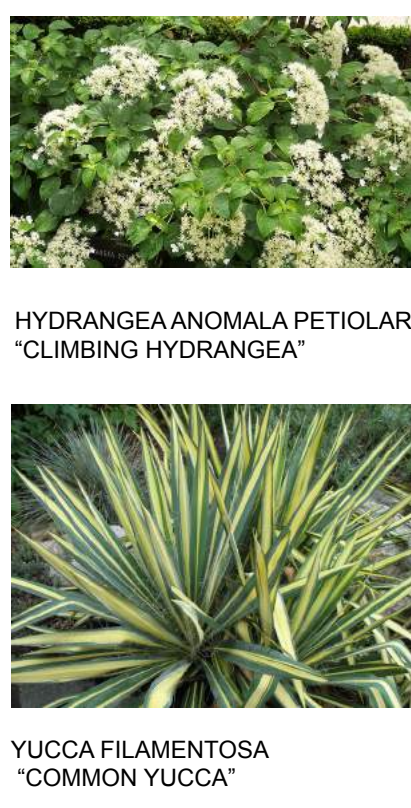 HYDRANGEA ANOMALA PETIOLAR
“CLIMBING HYDRANGEA”
YUCCA FILAMENTOSA
“COMMON YUCCA”